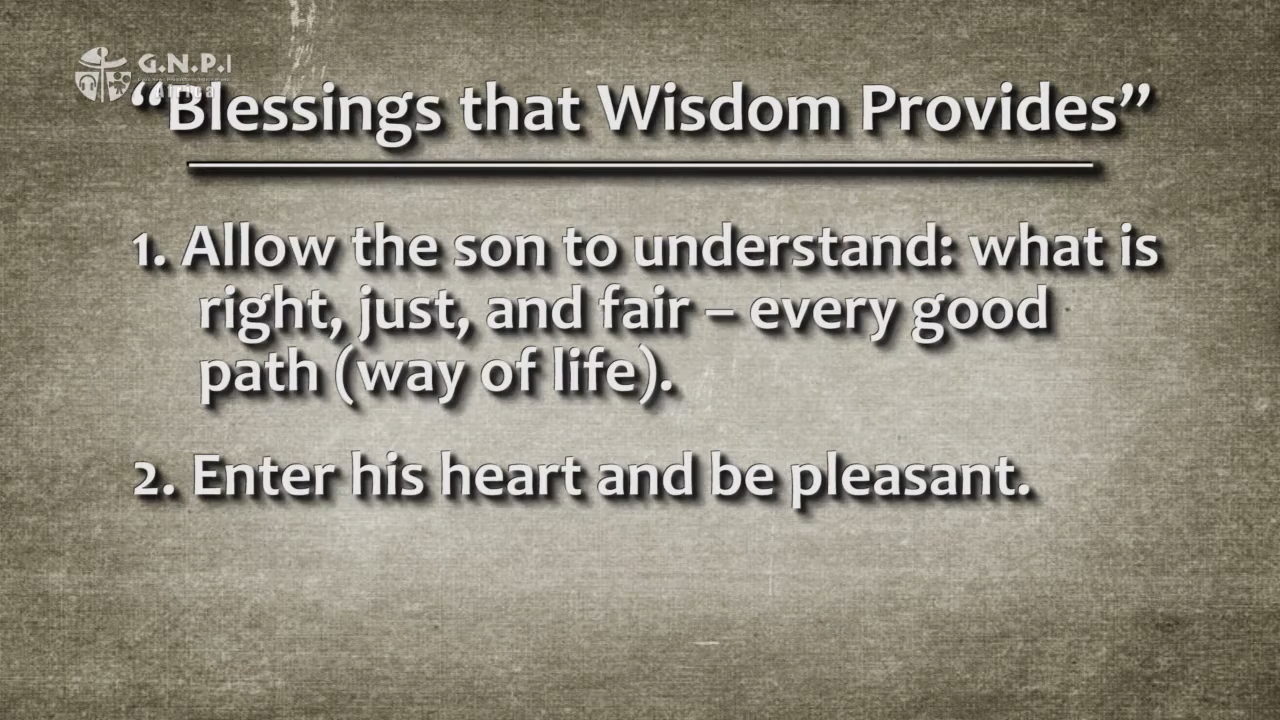 G.N.P.I
Africa
“Blessings that Wisdom Provides”
1. Allow the son to understand: what is
right, just, and fair – every good
path (way of life).
2. Enter his heart and be pleasant.